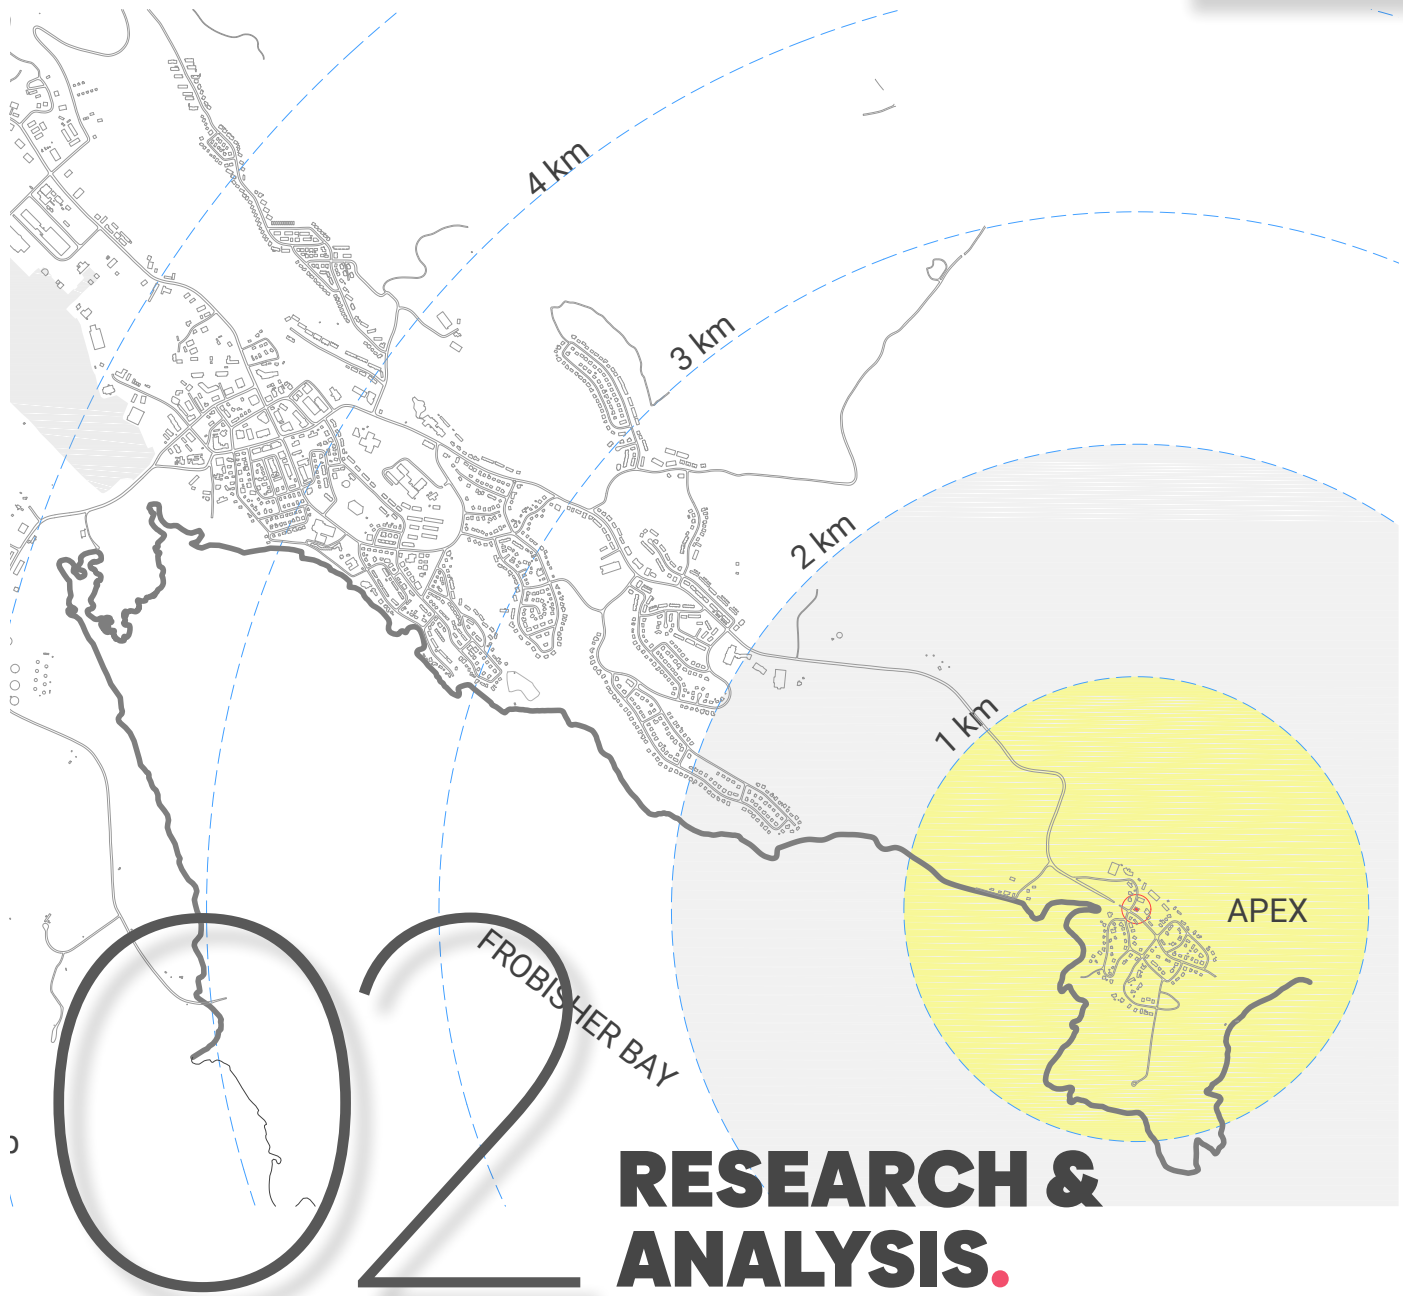 4 km
3 km
2 km
1 km
APEX
FROBISHER BAY
02
RESEARCH &
ANALYSIS.